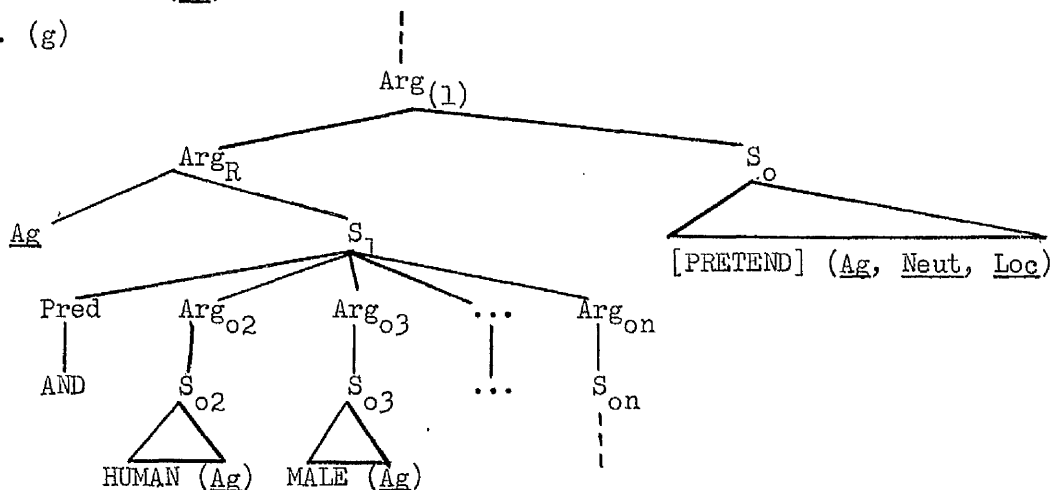 . (g)
Arg(1)
ArgR So
Ag S1
[PRETEND] (Ag, Neut, Loc)
Pred Argo2 Argo3 ... Argon
AND So2 So3 ... Son
HUMAN (Ag) MALE (Ag)